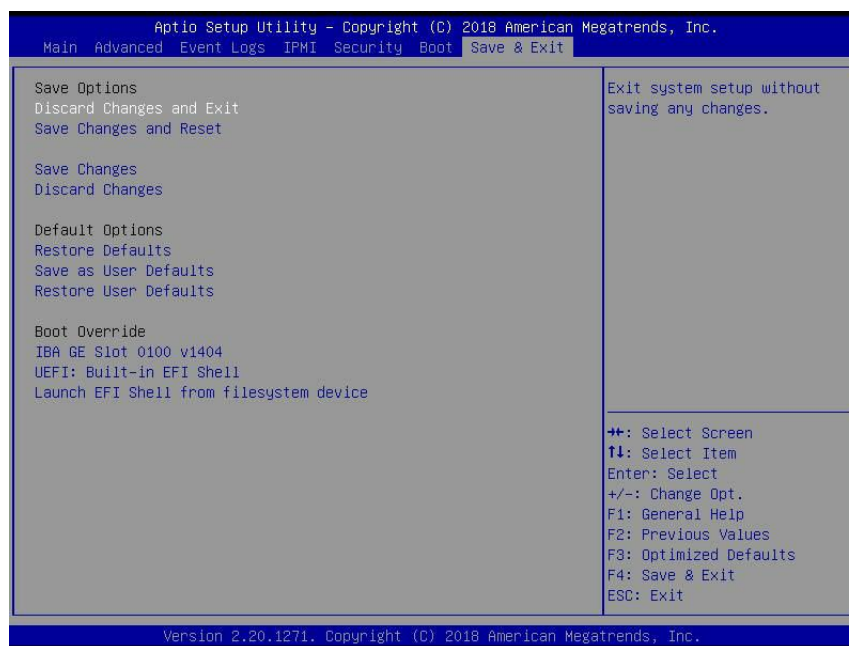 Aptio Setup Utility – Copyright (C) 2018 American Megatrends, Inc.
Main Advanced Event Logs IPMI Security Boot Save & Exit
Save Options
Discard Changes and Exit
Save Changes and Reset
Save Changes
Discard Changes
Default Options
Restore Defaults
Save as User Defaults
Restore User Defaults
Boot Override
IBA GE Slot 0100 v1404
UEFI: Built-in EFI Shell
Launch EFI Shell from filesystem device
Exit system setup without
saving any changes.
→←: Select Screen
↑↓: Select Item
Enter: Select
+/-: Change Opt.
F1: General Help
F2: Previous Values
F3: Optimized Defaults
F4: Save & Exit
ESC: Exit
Version 2.20.1271. Copyright (C) 2018 American Megatrends, Inc.